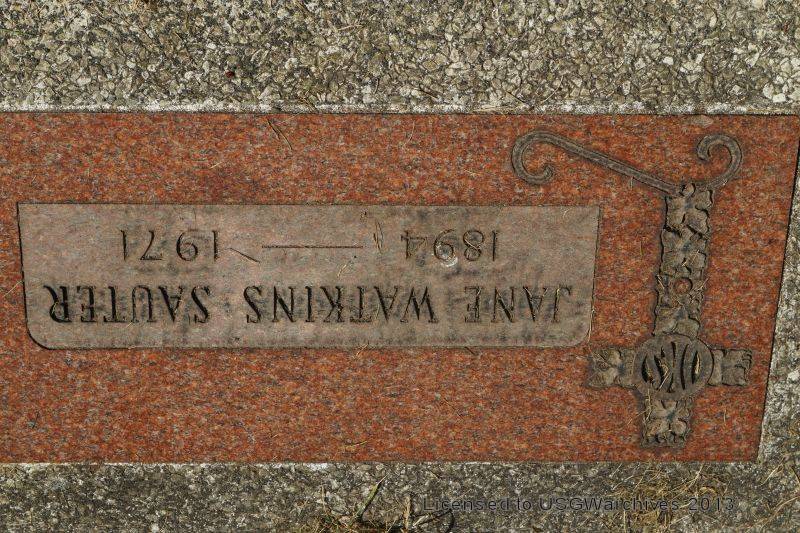 JANE WATKINS SAUTER
1894 — 1971
Licensed to USGWarchives 2013